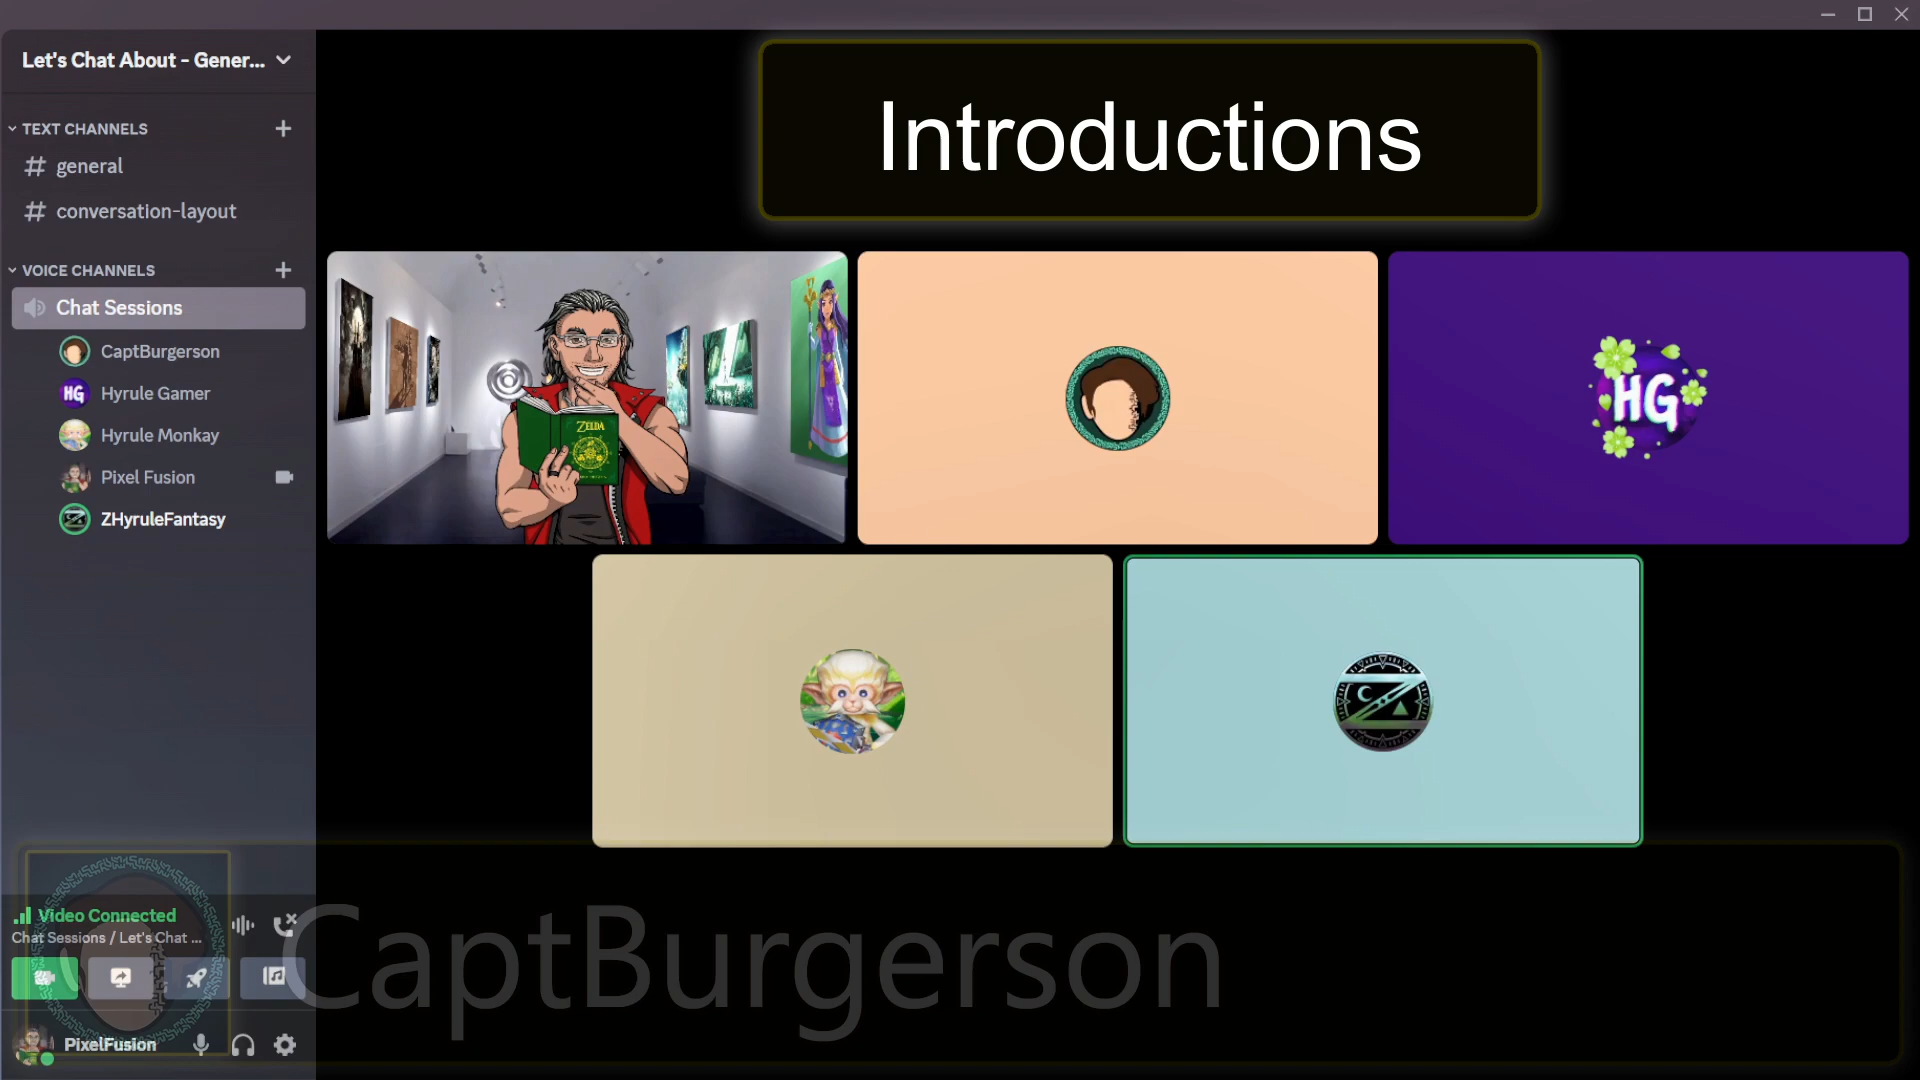 Let's Chat About - Gener...
TEXT CHANNELS
general
conversation-layout
VOICE CHANNELS
Chat Sessions
CaptBurgerson
HG
Hyrule Gamer
Hyrule Monkay
Pixel Fusion
ZHyruleFantasy
Video Connected
Chat Sessions / Let's Chat ...
PixelFusion
Introductions
ZELDA
HG
Z
CaptBurgerson